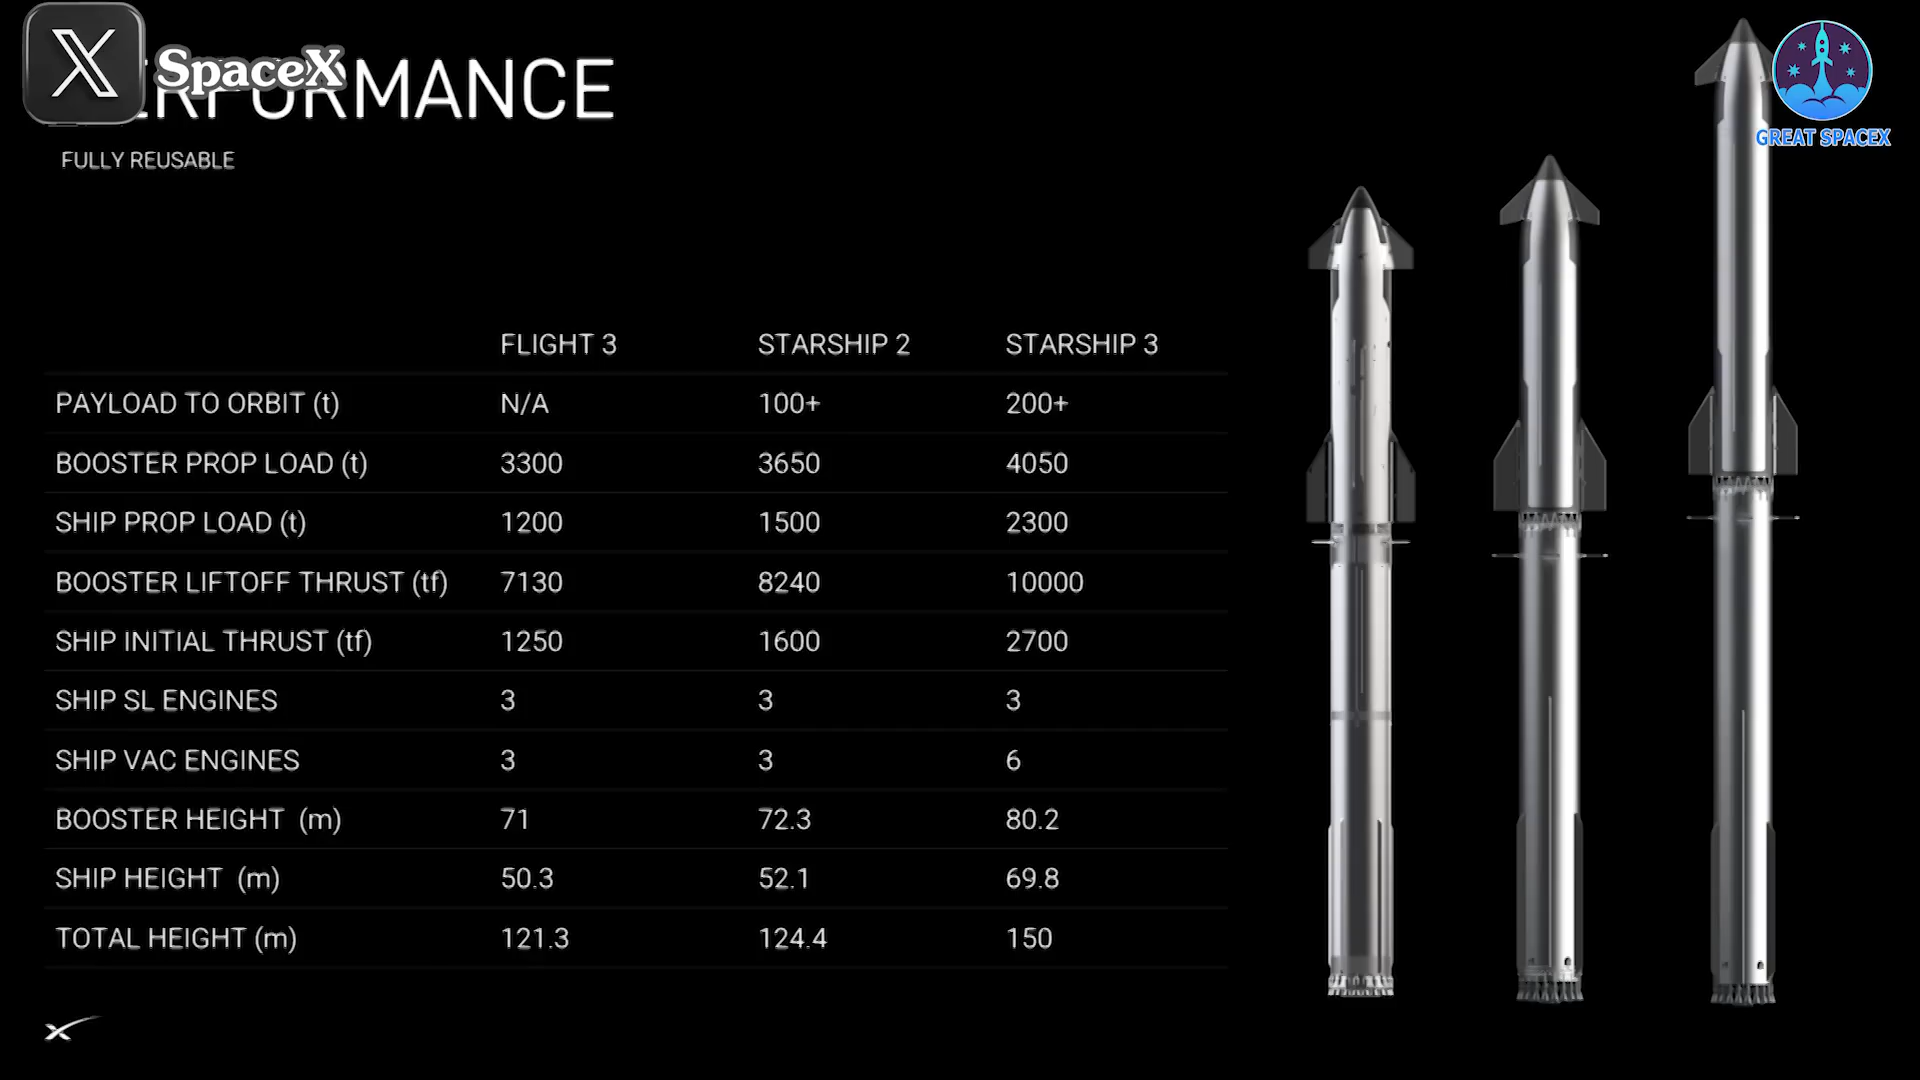 SpaceX
PERFORMANCE
GREAT SPACEX
FULLY REUSABLE
FLIGHT 3 STARSHIP 2 STARSHIP 3
PAYLOAD TO ORBIT (t) N/A 100+ 200+
BOOSTER PROP LOAD (t) 3300 3650 4050
SHIP PROP LOAD (t) 1200 1500 2300
BOOSTER LIFTOFF THRUST (tf) 7130 8240 10000
SHIP INITIAL THRUST (tf) 1250 1600 2700
SHIP SL ENGINES 3 3 3
SHIP VAC ENGINES 3 3 6
BOOSTER HEIGHT (m) 71 72.3 80.2
SHIP HEIGHT (m) 50.3 52.1 69.8
TOTAL HEIGHT (m) 121.3 124.4 150